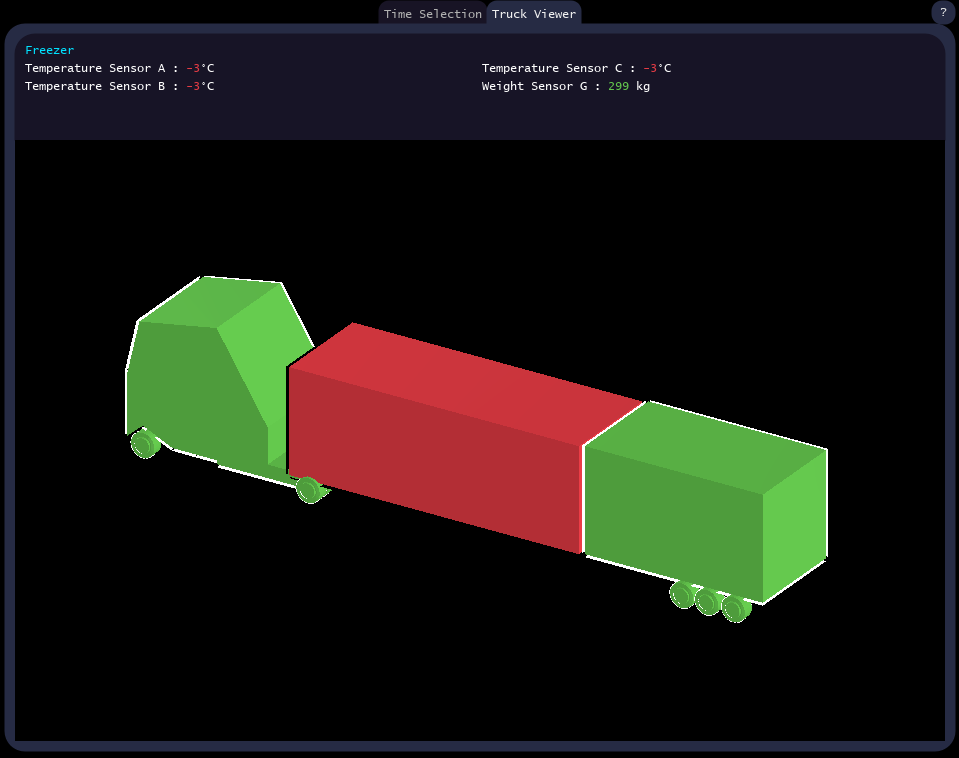 Time Selection Truck Viewer ?
Freezer
Temperature Sensor A : -3°C Temperature Sensor C : -3°C
Temperature Sensor B : -3°C Weight Sensor G : 299 kg